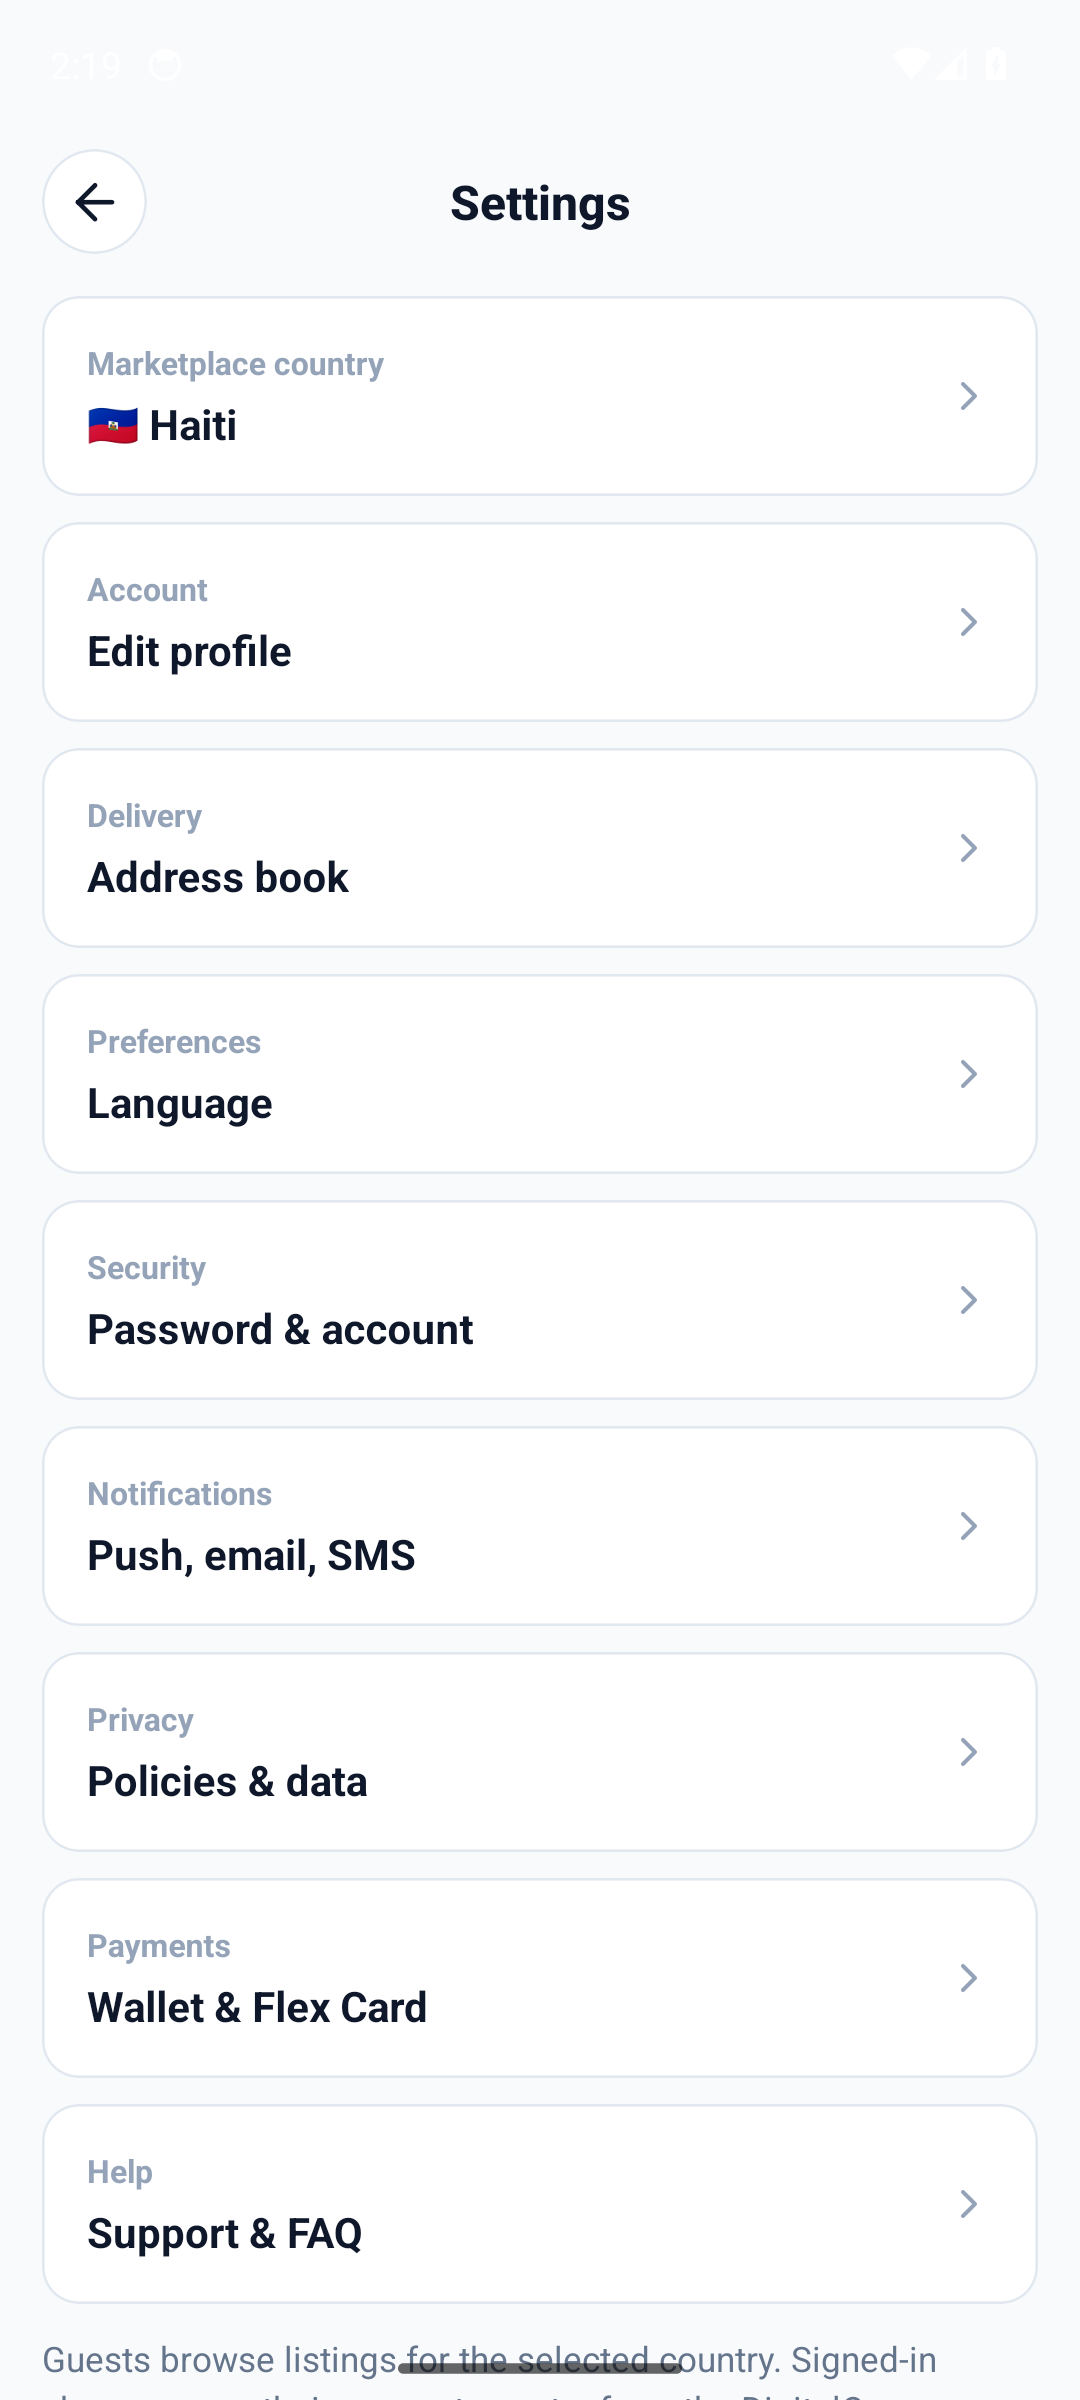 2:19
Settings
Marketplace country
🇭🇹 Haiti
Account
Edit profile
Delivery
Address book
Preferences
Language
Security
Password & account
Notifications
Push, email, SMS
Privacy
Policies & data
Payments
Wallet & Flex Card
Help
Support & FAQ
Guests browse listings for the selected country. Signed-in